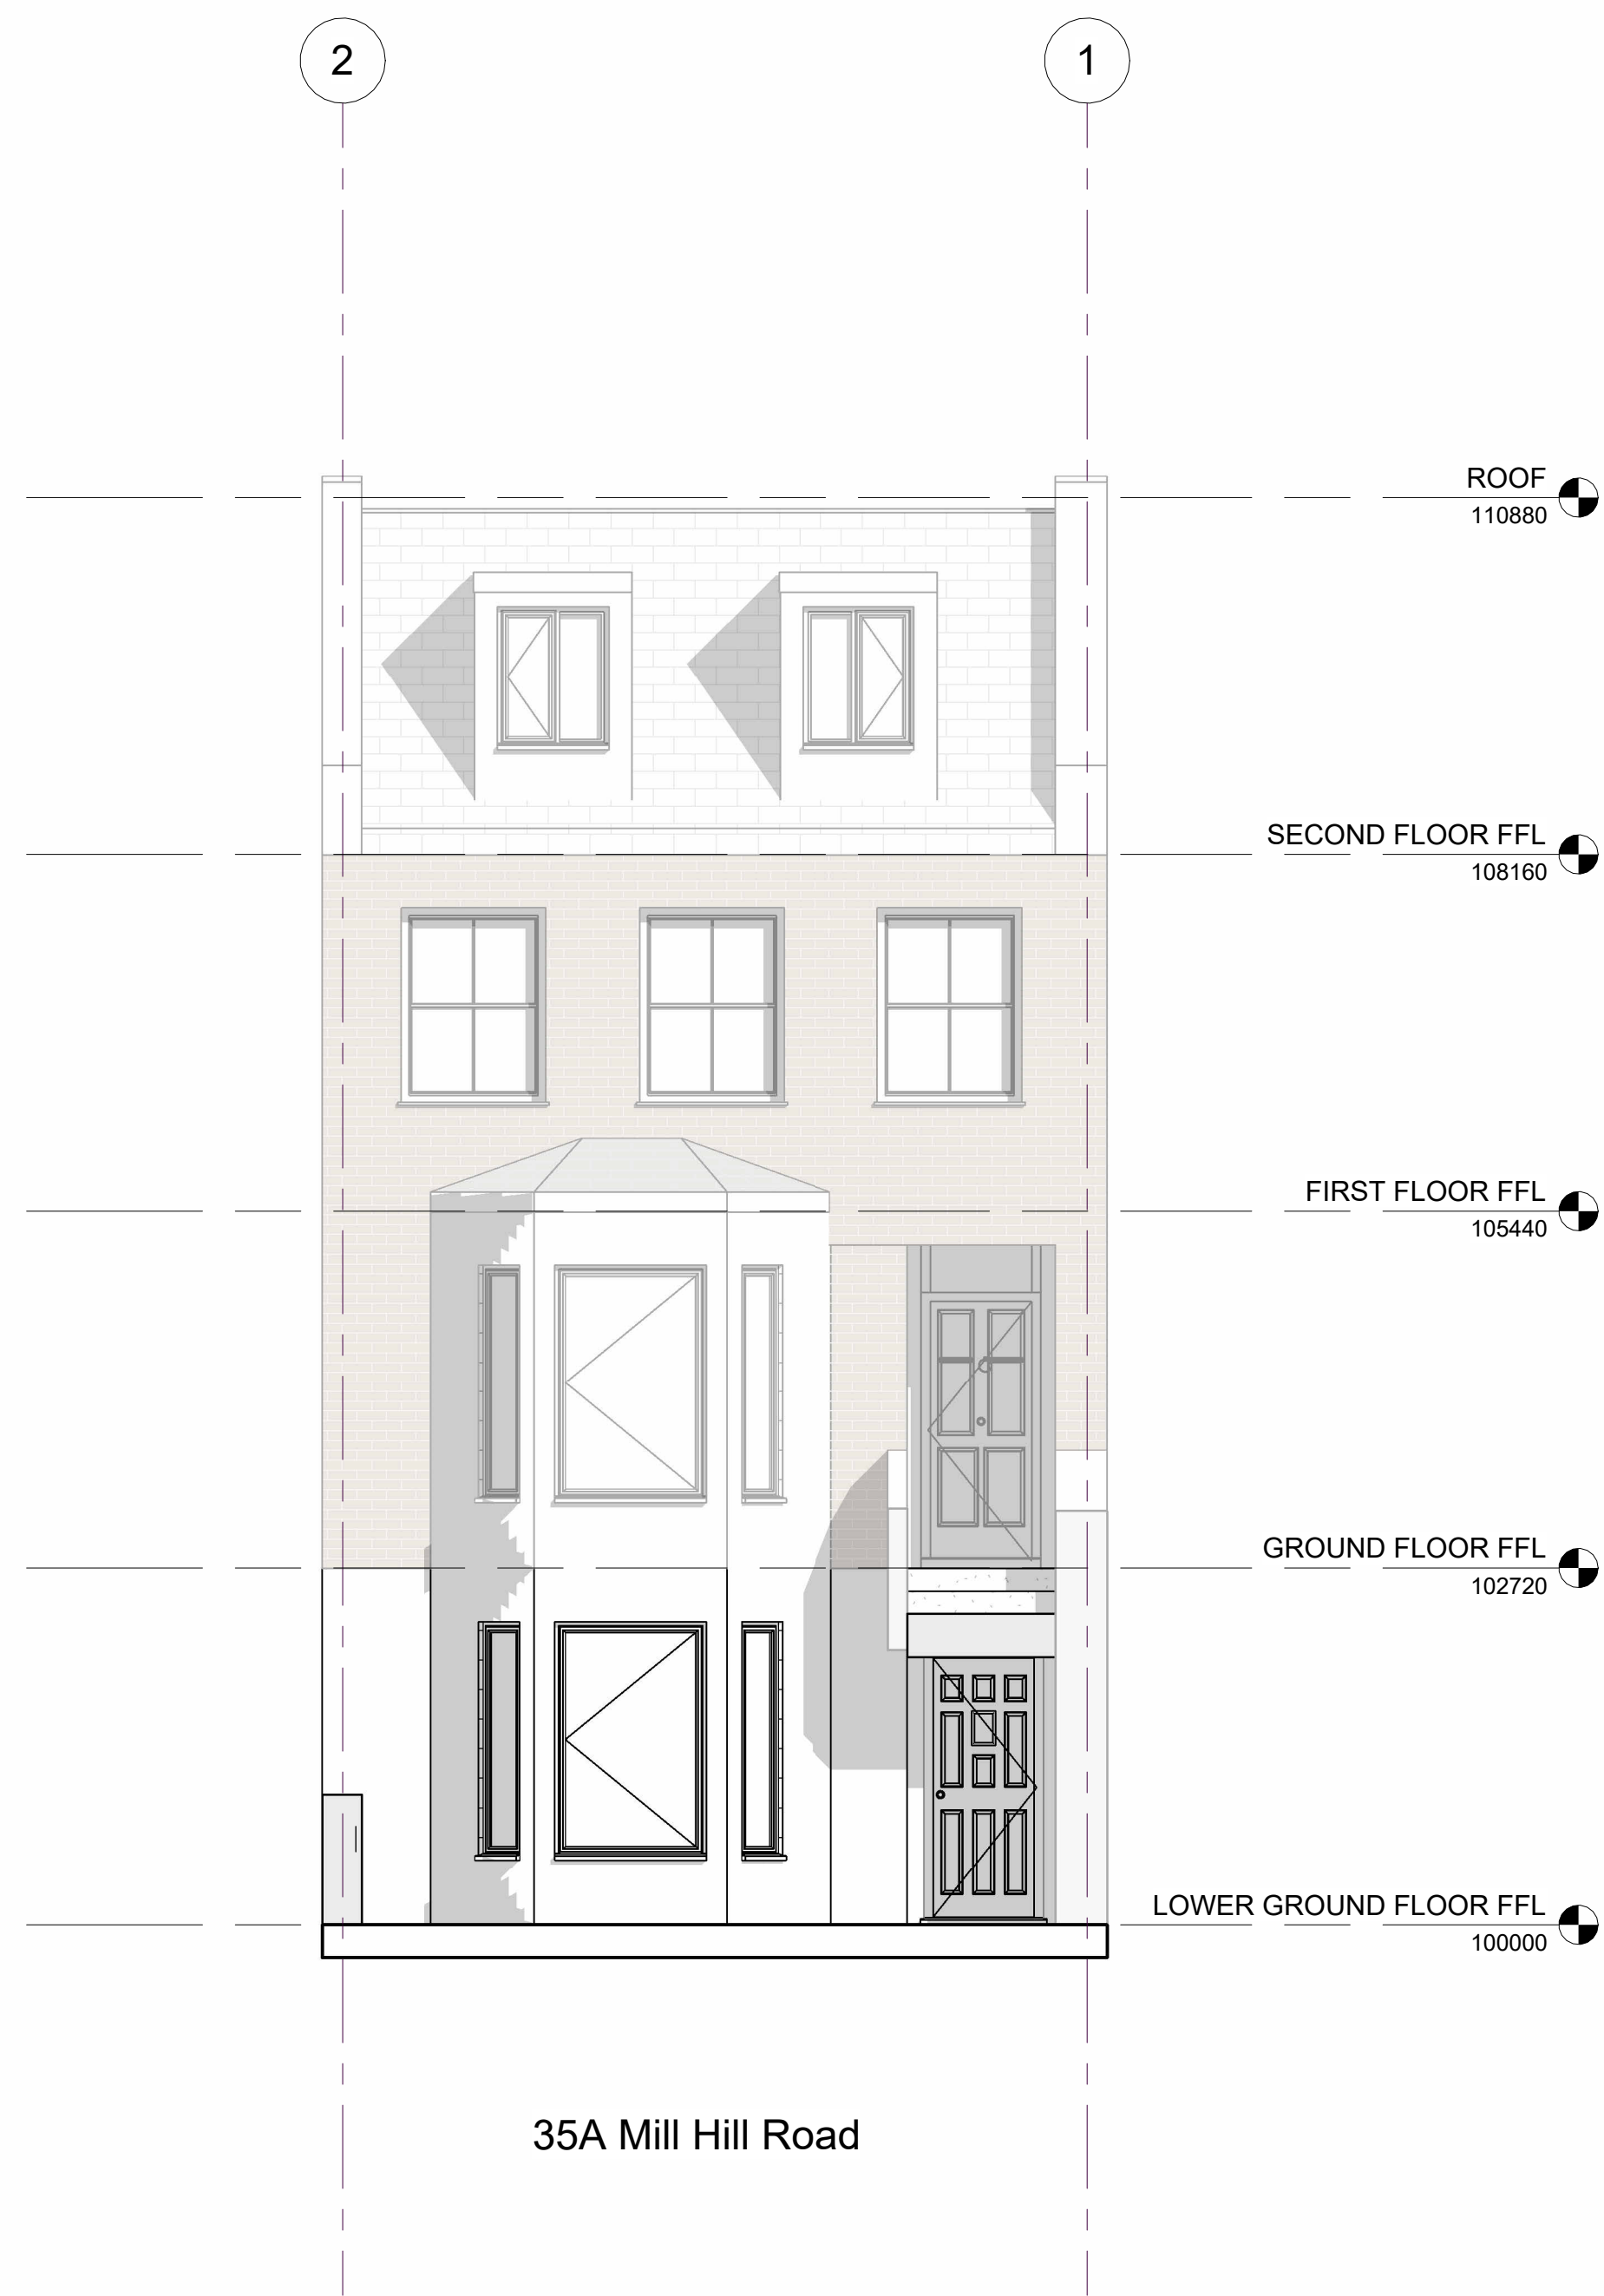 2
1
ROOF
110880
SECOND FLOOR FFL
108160
FIRST FLOOR FFL
105440
GROUND FLOOR FFL
102720
LOWER GROUND FLOOR FFL
100000
35A Mill Hill Road